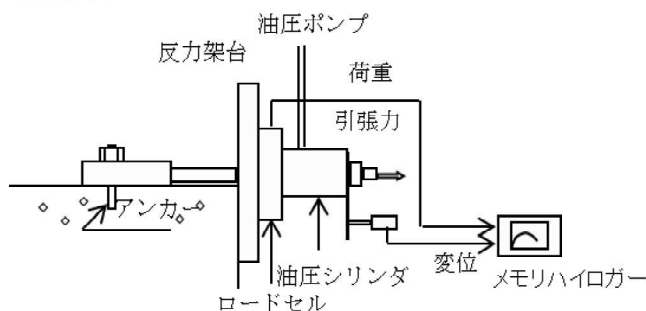 油圧ポンプ
反力架台
荷重
引張力
アンカー
変位
油圧シリンダ
メモリハイロガー
ロードセル